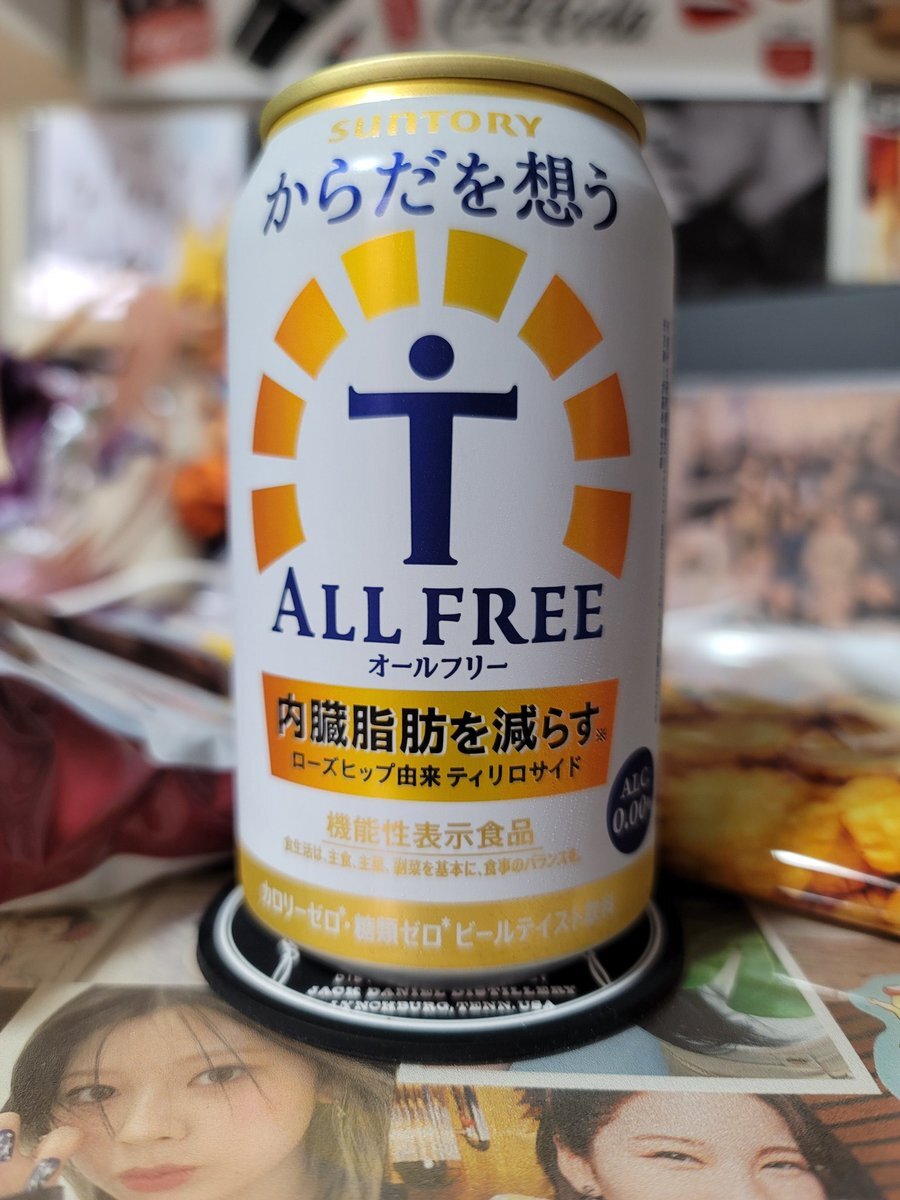 Coca-Cola
SUNTORY
からだを想う
ALL FREE
オールフリー
内臓脂肪を減らす※
ローズヒップ由来 ティリロサイド
ALC.
0.00%
機能性表示食品
食生活は、主食、主菜、副菜を基本に、食事のバランスを。
カロリーゼロ*・糖類ゼロ* ビールテイスト飲料
JACK DANIEL DISTILLERY
LYNCHBURG, TENN. USA